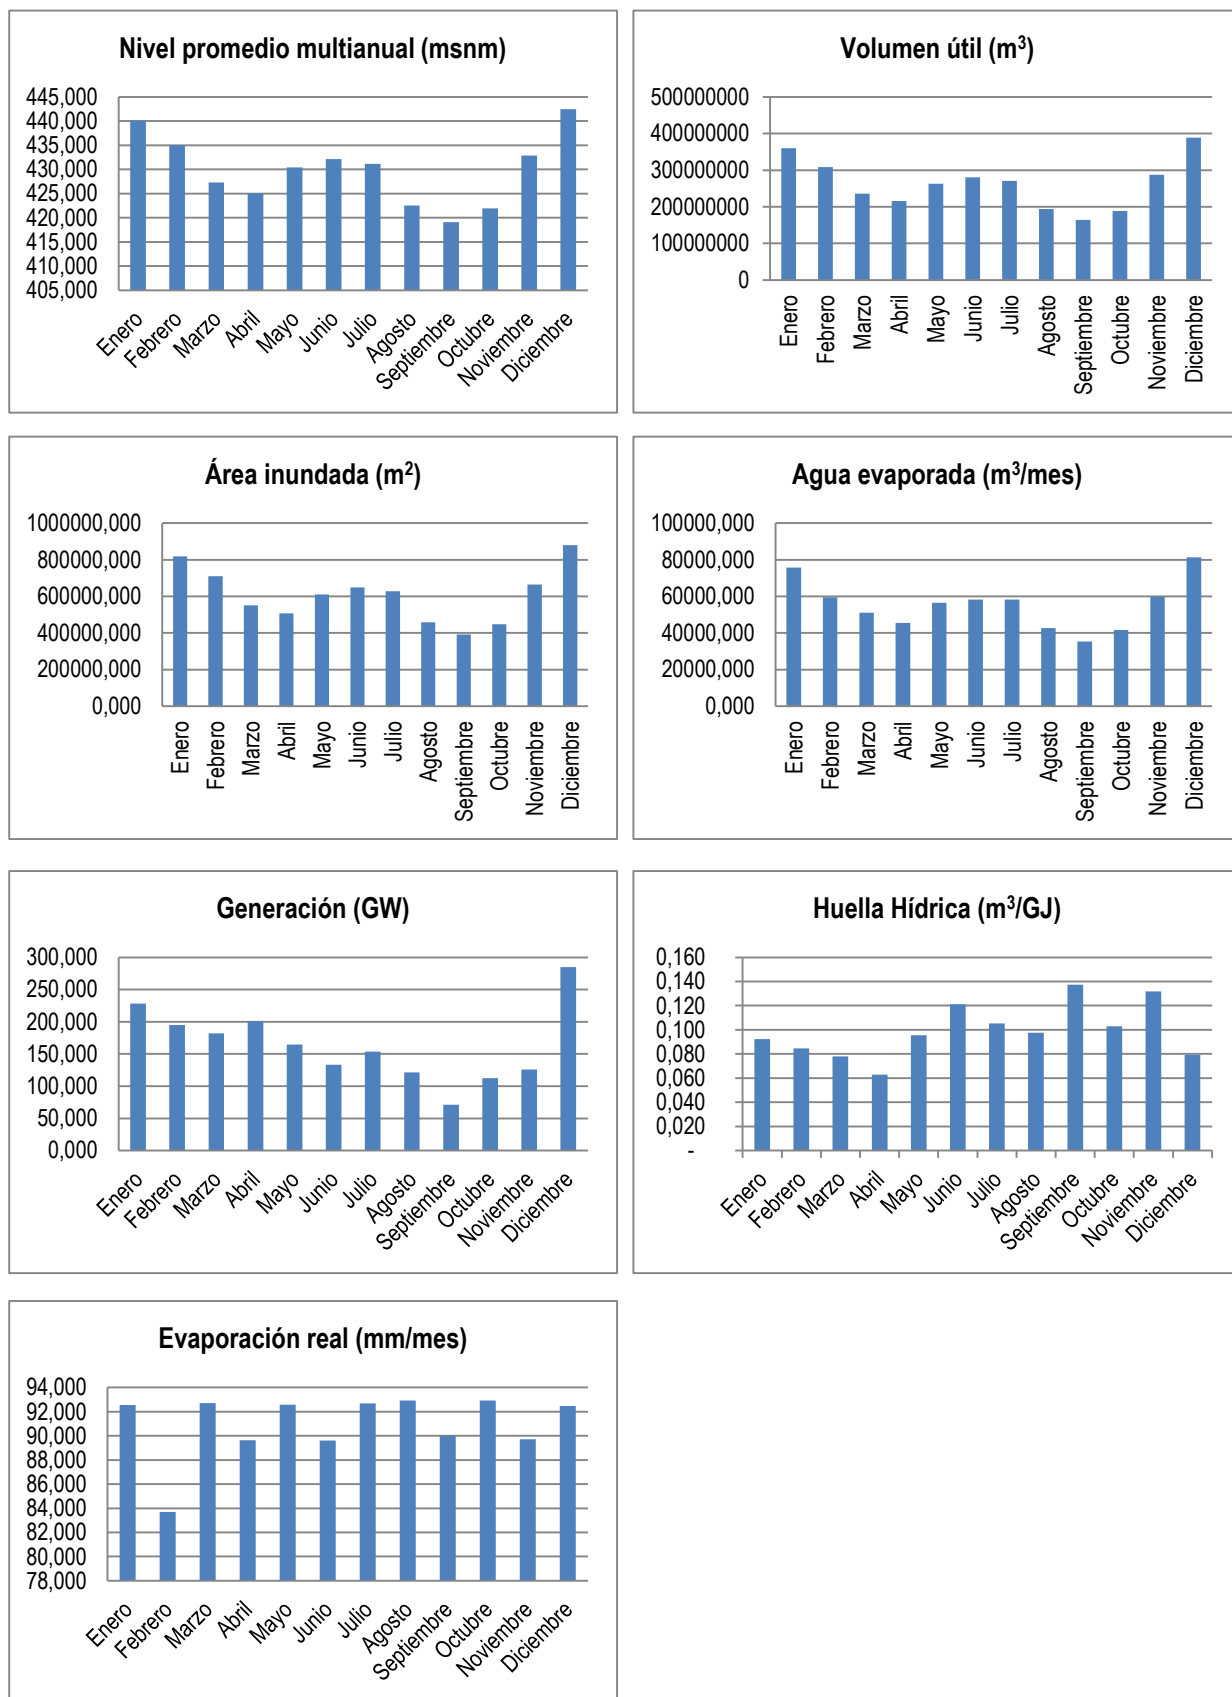 Nivel promedio multianual (msnm)
445,000
440,000
435,000
430,000
425,000
420,000
415,000
410,000
405,000
Enero
Febrero
Marzo
Abril
Mayo
Junio
Julio
Agosto
Septiembre
Octubre
Noviembre
Diciembre
Volumen útil (m³)
500000000
400000000
300000000
200000000
100000000
0
Enero
Febrero
Marzo
Abril
Mayo
Junio
Julio
Agosto
Septiembre
Octubre
Noviembre
Diciembre
Área inundada (m²)
1000000,000
800000,000
600000,000
400000,000
200000,000
0,000
Enero
Febrero
Marzo
Abril
Mayo
Junio
Julio
Agosto
Septiembre
Octubre
Noviembre
Diciembre
Agua evaporada (m³/mes)
100000,000
80000,000
60000,000
40000,000
20000,000
0,000
Enero
Febrero
Marzo
Abril
Mayo
Junio
Julio
Agosto
Septiembre
Octubre
Noviembre
Diciembre
Generación (GW)
300,000
250,000
200,000
150,000
100,000
50,000
0,000
Enero
Febrero
Marzo
Abril
Mayo
Junio
Julio
Agosto
Septiembre
Octubre
Noviembre
Diciembre
Huella Hídrica (m³/GJ)
0,160
0,140
0,120
0,100
0,080
0,060
0,040
0,020
-
Enero
Febrero
Marzo
Abril
Mayo
Junio
Julio
Agosto
Septiembre
Octubre
Noviembre
Diciembre
Evaporación real (mm/mes)
94,000
92,000
90,000
88,000
86,000
84,000
82,000
80,000
78,000
Enero
Febrero
Marzo
Abril
Mayo
Junio
Julio
Agosto
Septiembre
Octubre
Noviembre
Diciembre